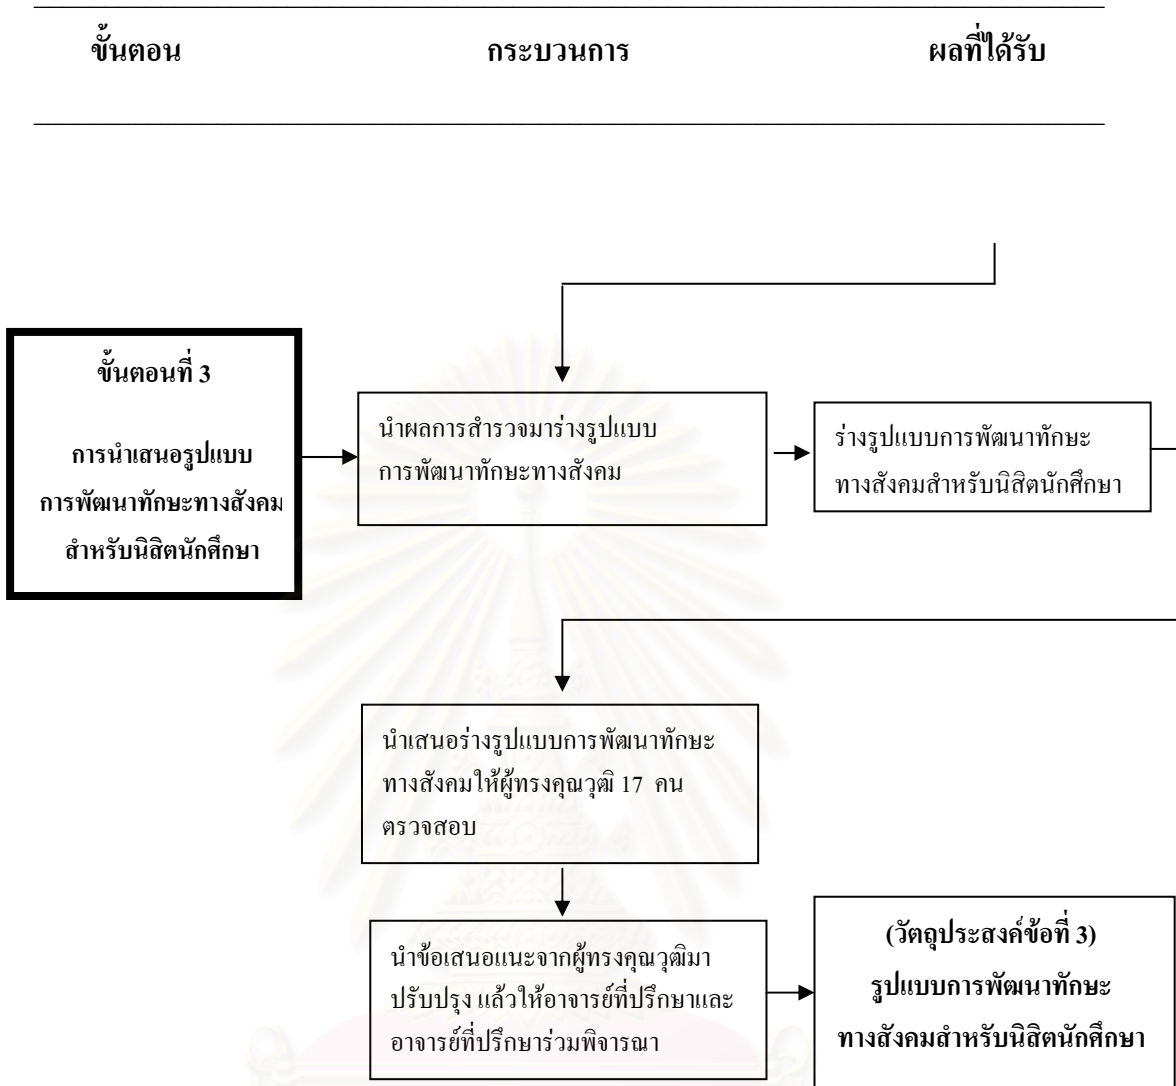 ขั้นตอน กระบวนการ ผลที่ได้รับ
ขั้นตอนที่ 3
การนำเสนอรูปแบบ
การพัฒนาทักษะทางสังคม
สำหรับนิสิตนักศึกษา
นำผลการสำรวจมาร่างรูปแบบ
การพัฒนาทักษะทางสังคม
ร่างรูปแบบการพัฒนาทักษะ
ทางสังคมสำหรับนิสิตนักศึกษา
นำเสนอร่างรูปแบบการพัฒนาทักษะ
ทางสังคมให้ผู้ทรงคุณวุฒิ 17 คน
ตรวจสอบ
นำข้อเสนอแนะจากผู้ทรงคุณวุฒิมา
ปรับปรุง แล้วให้อาจารย์ที่ปรึกษาและ
อาจารย์ที่ปรึกษาร่วมพิจารณา
(วัตถุประสงค์ข้อที่ 3)
รูปแบบการพัฒนาทักษะ
ทางสังคมสำหรับนิสิตนักศึกษา